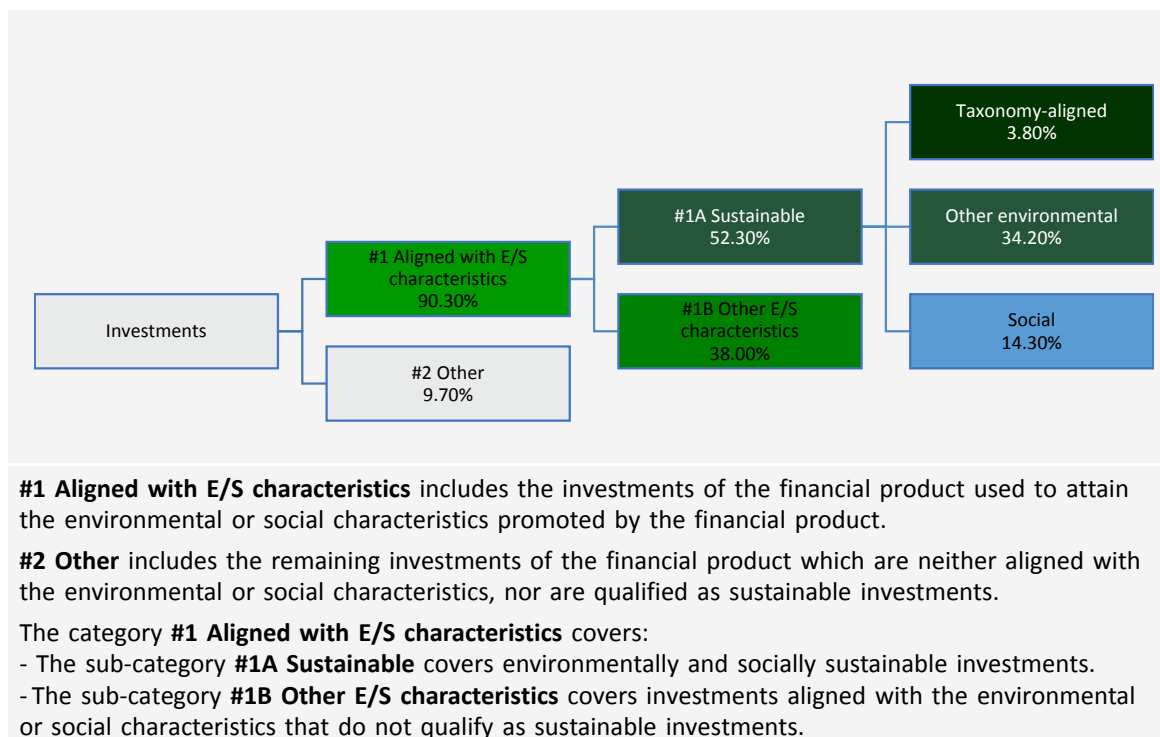 Taxonomy-aligned
3.80%
#1A Sustainable
52.30%
Other environmental
34.20%
#1 Aligned with E/S
characteristics
90.30%
Investments
#1B Other E/S
characteristics
38.00%
Social
14.30%
#2 Other
9.70%
#1 Aligned with E/S characteristics includes the investments of the financial product used to attain
the environmental or social characteristics promoted by the financial product.
#2 Other includes the remaining investments of the financial product which are neither aligned with
the environmental or social characteristics, nor are qualified as sustainable investments.
The category #1 Aligned with E/S characteristics covers:
- The sub-category #1A Sustainable covers environmentally and socially sustainable investments.
- The sub-category #1B Other E/S characteristics covers investments aligned with the environmental
or social characteristics that do not qualify as sustainable investments.